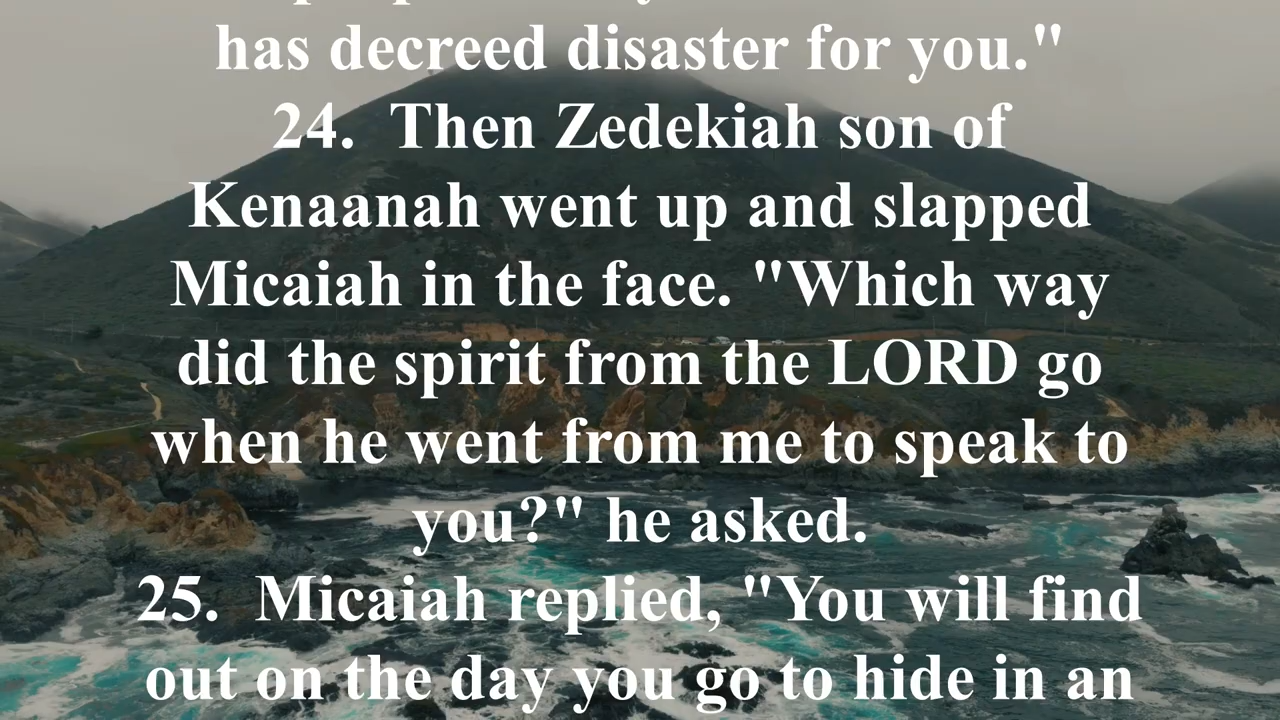 has decreed disaster for you."
24. Then Zedekiah son of
Kenaanah went up and slapped
Micaiah in the face. "Which way
did the spirit from the LORD go
when he went from me to speak to
you?" he asked.
25. Micaiah replied, "You will find
out on the day you go to hide in an